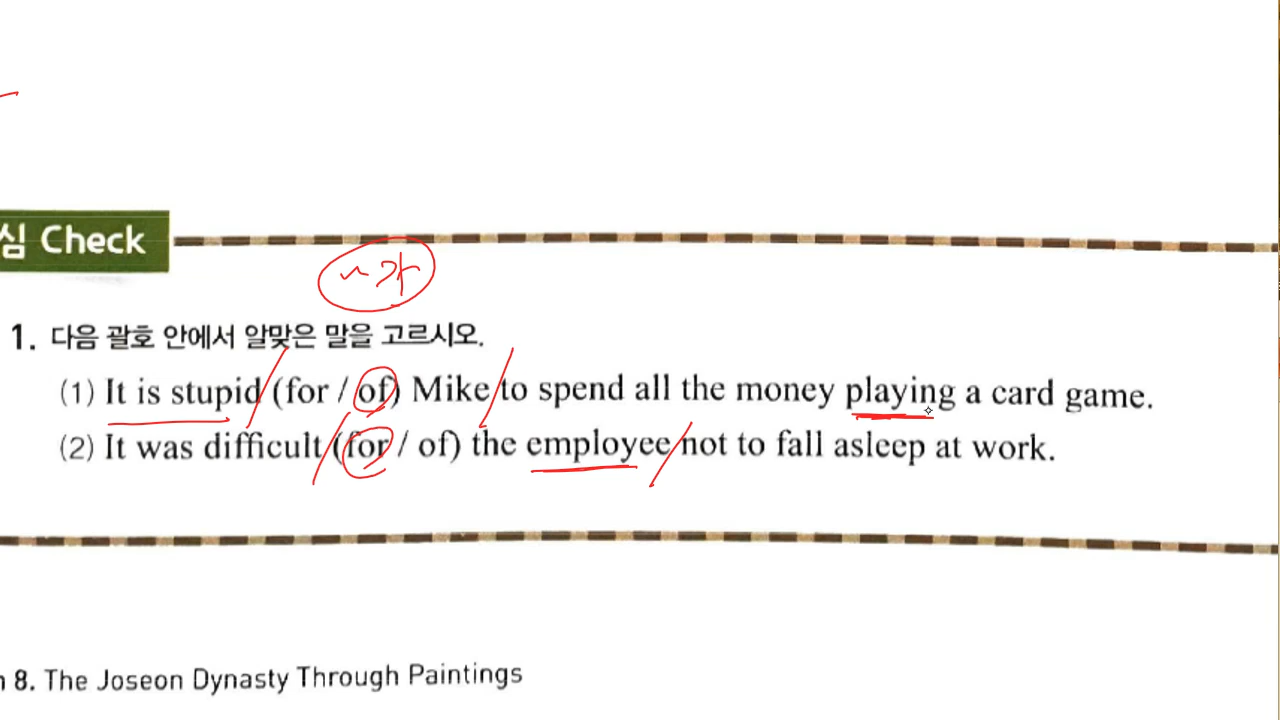 심 Check
1. 다음 괄호 안에서 알맞은 말을 고르시오.
(1) It is stupid (for / of) Mike to spend all the money playing a card game.
(2) It was difficult (for / of) the employee not to fall asleep at work.
8. The Joseon Dynasty Through Paintings